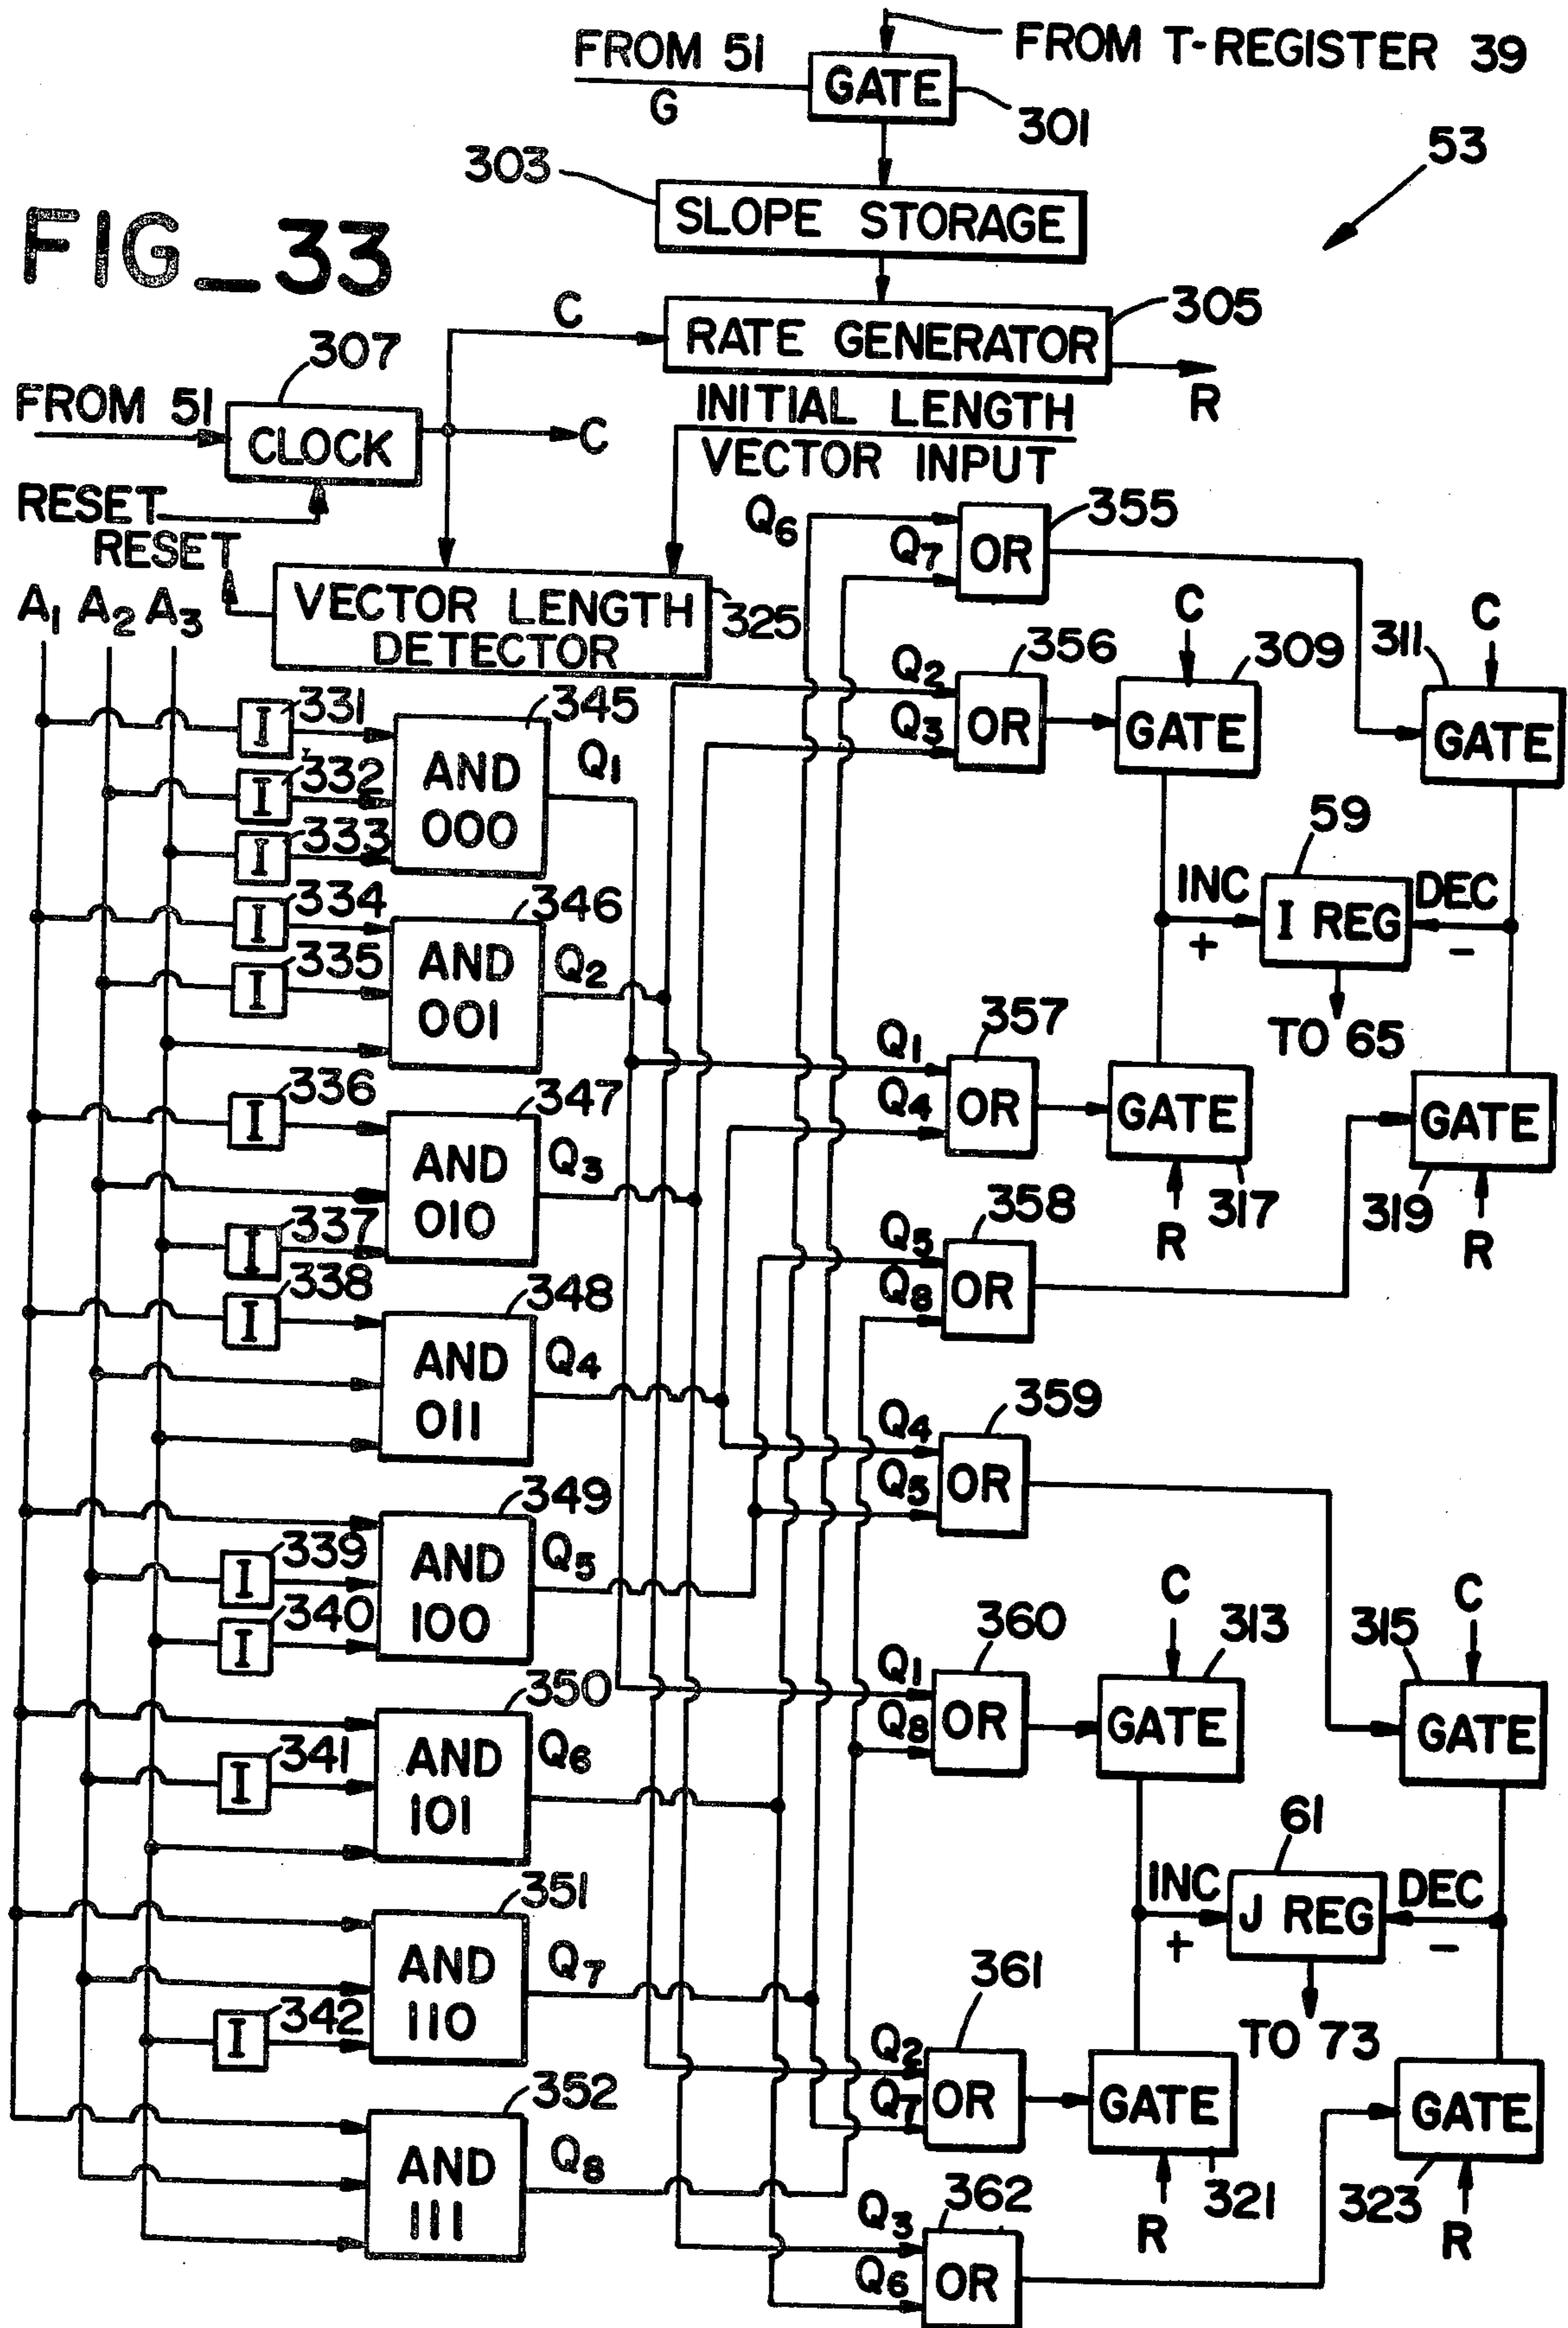 FROM 51
G
GATE
FROM T-REGISTER 39
301
53
303
SLOPE STORAGE
FIG_33
C
RATE GENERATOR
305
R
307
FROM 51
CLOCK
C
INITIAL LENGTH
VECTOR INPUT
RESET
RESET
VECTOR LENGTH
DETECTOR
325
A1 A2 A3
Q6
Q7
OR
355
Q2
Q3
OR
356
C
309
GATE
311
C
GATE
I
331
I
332
I
333
AND
000
345
Q1
I
334
I
335
AND
001
346
Q2
59
INC
+
I REG
DEC
-
TO 65
Q1
Q4
OR
357
GATE
R
317
GATE
319
R
I
336
I
337
AND
010
347
Q3
Q5
Q8
OR
358
I
338
AND
011
348
Q4
Q4
Q5
OR
359
I
339
I
340
AND
100
349
Q5
Q1
Q8
OR
360
C
313
GATE
315
C
GATE
I
341
AND
101
350
Q6
61
INC
+
J REG
DEC
-
TO 73
I
342
AND
110
351
Q7
Q2
Q7
OR
361
GATE
R
321
GATE
323
R
AND
111
352
Q8
Q3
Q6
OR
362